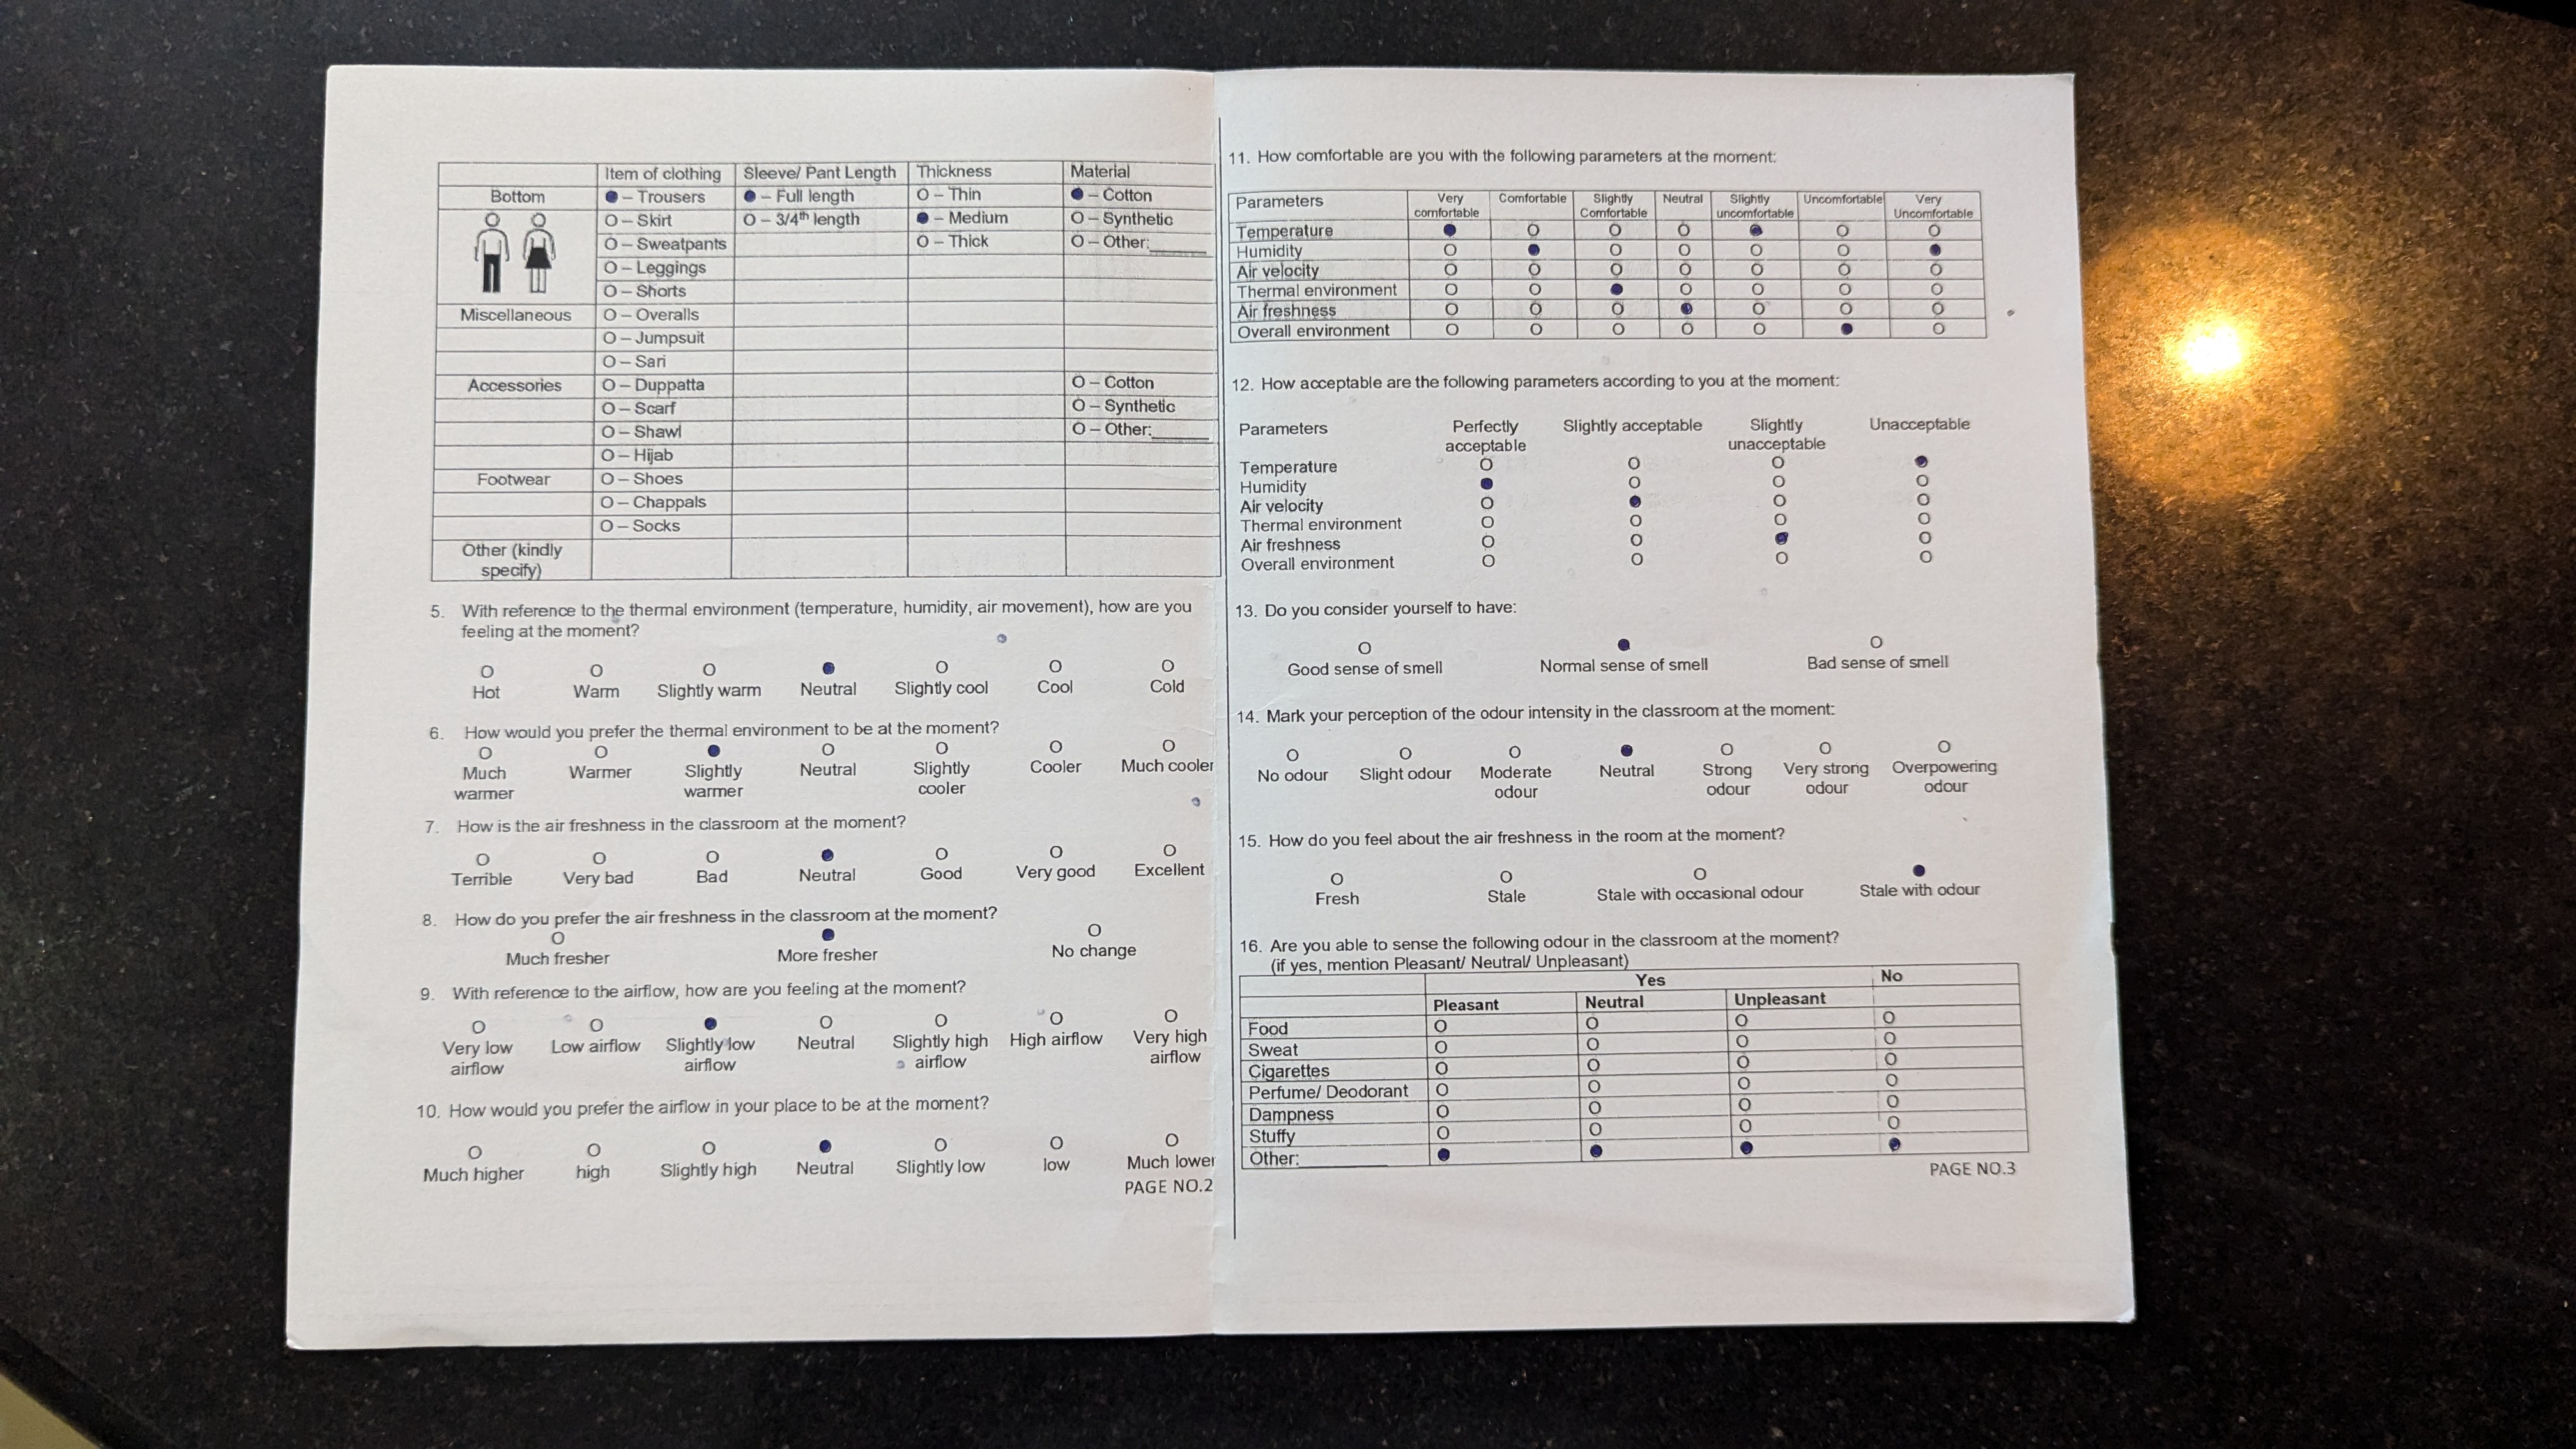 Item of clothing Sleeve/ Pant Length Thickness Material
Bottom ● – Trousers ● – Full length O – Thin ● – Cotton
O – Skirt O – 3/4th length ● – Medium O – Synthetic
O – Sweatpants O – Thick O – Other:______
O – Leggings
O – Shorts
Miscellaneous O – Overalls
O – Jumpsuit
O – Sari
Accessories O – Duppatta O – Cotton
O – Scarf O – Synthetic
O – Shawl O – Other:______
O – Hijab
Footwear O – Shoes
O – Chappals
O – Socks
Other (kindly
specify)
5. With reference to the thermal environment (temperature, humidity, air movement), how are you
feeling at the moment?
O O O ● O O O
Hot Warm Slightly warm Neutral Slightly cool Cool Cold
6. How would you prefer the thermal environment to be at the moment?
O O ● O O O O
Much Warmer Slightly Neutral Slightly Cooler Much cooler
warmer warmer cooler
7. How is the air freshness in the classroom at the moment?
O O O ● O O O
Terrible Very bad Bad Neutral Good Very good Excellent
8. How do you prefer the air freshness in the classroom at the moment?
O ● O
Much fresher More fresher No change
9. With reference to the airflow, how are you feeling at the moment?
O O ● O O O O
Very low Low airflow Slightly low Neutral Slightly high High airflow Very high
airflow airflow airflow airflow
10. How would you prefer the airflow in your place to be at the moment?
O O O ● O O O
Much higher high Slightly high Neutral Slightly low low Much lower
PAGE NO.2
11. How comfortable are you with the following parameters at the moment:
Parameters Very Comfortable Slightly Neutral Slightly Uncomfortable Very
comfortable Comfortable uncomfortable Uncomfortable
Temperature ● O O O ● O O
Humidity O ● O O O O ●
Air velocity O O O O O O O
Thermal environment O O ● O O O O
Air freshness O O O ● O O O
Overall environment O O O O O ● O
12. How acceptable are the following parameters according to you at the moment:
Parameters Perfectly Slightly acceptable Slightly Unacceptable
acceptable unacceptable
Temperature O O O ●
Humidity ● O O O
Air velocity O ● O O
Thermal environment O O O O
Air freshness O O ● O
Overall environment O O O O
13. Do you consider yourself to have:
O ● O
Good sense of smell Normal sense of smell Bad sense of smell
14. Mark your perception of the odour intensity in the classroom at the moment:
O O O ● O O O
No odour Slight odour Moderate Neutral Strong Very strong Overpowering
odour odour odour odour
15. How do you feel about the air freshness in the room at the moment?
O O O ●
Fresh Stale Stale with occasional odour Stale with odour
16. Are you able to sense the following odour in the classroom at the moment?
(if yes, mention Pleasant/ Neutral/ Unpleasant)
Yes No
Pleasant Neutral Unpleasant
Food O O O O
Sweat O O O O
Cigarettes O O O O
Perfume/ Deodorant O O O O
Dampness O O O O
Stuffy O O O O
Other:__________ ● ● ● ●
PAGE NO.3